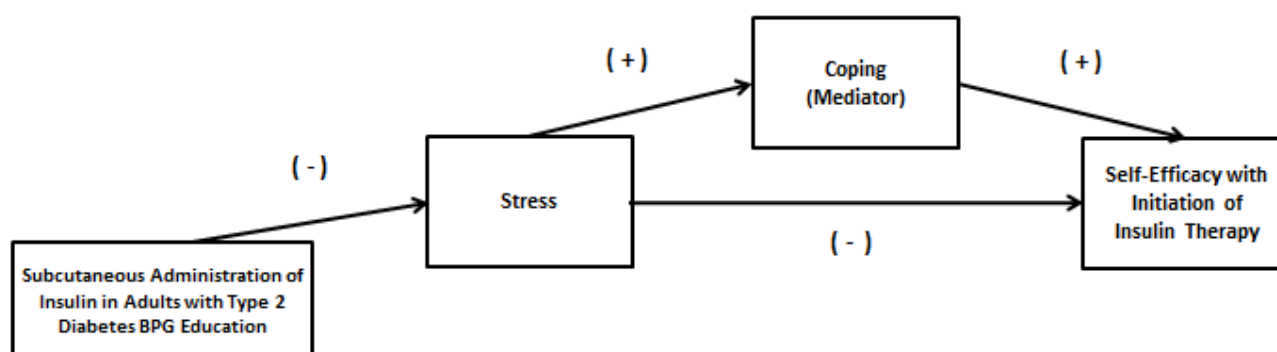 ( + )
Coping
(Mediator)
( + )
( - )
Stress
Self-Efficacy with
Initiation of
Insulin Therapy
( - )
Subcutaneous Administration of
Insulin in Adults with Type 2
Diabetes BPG Education